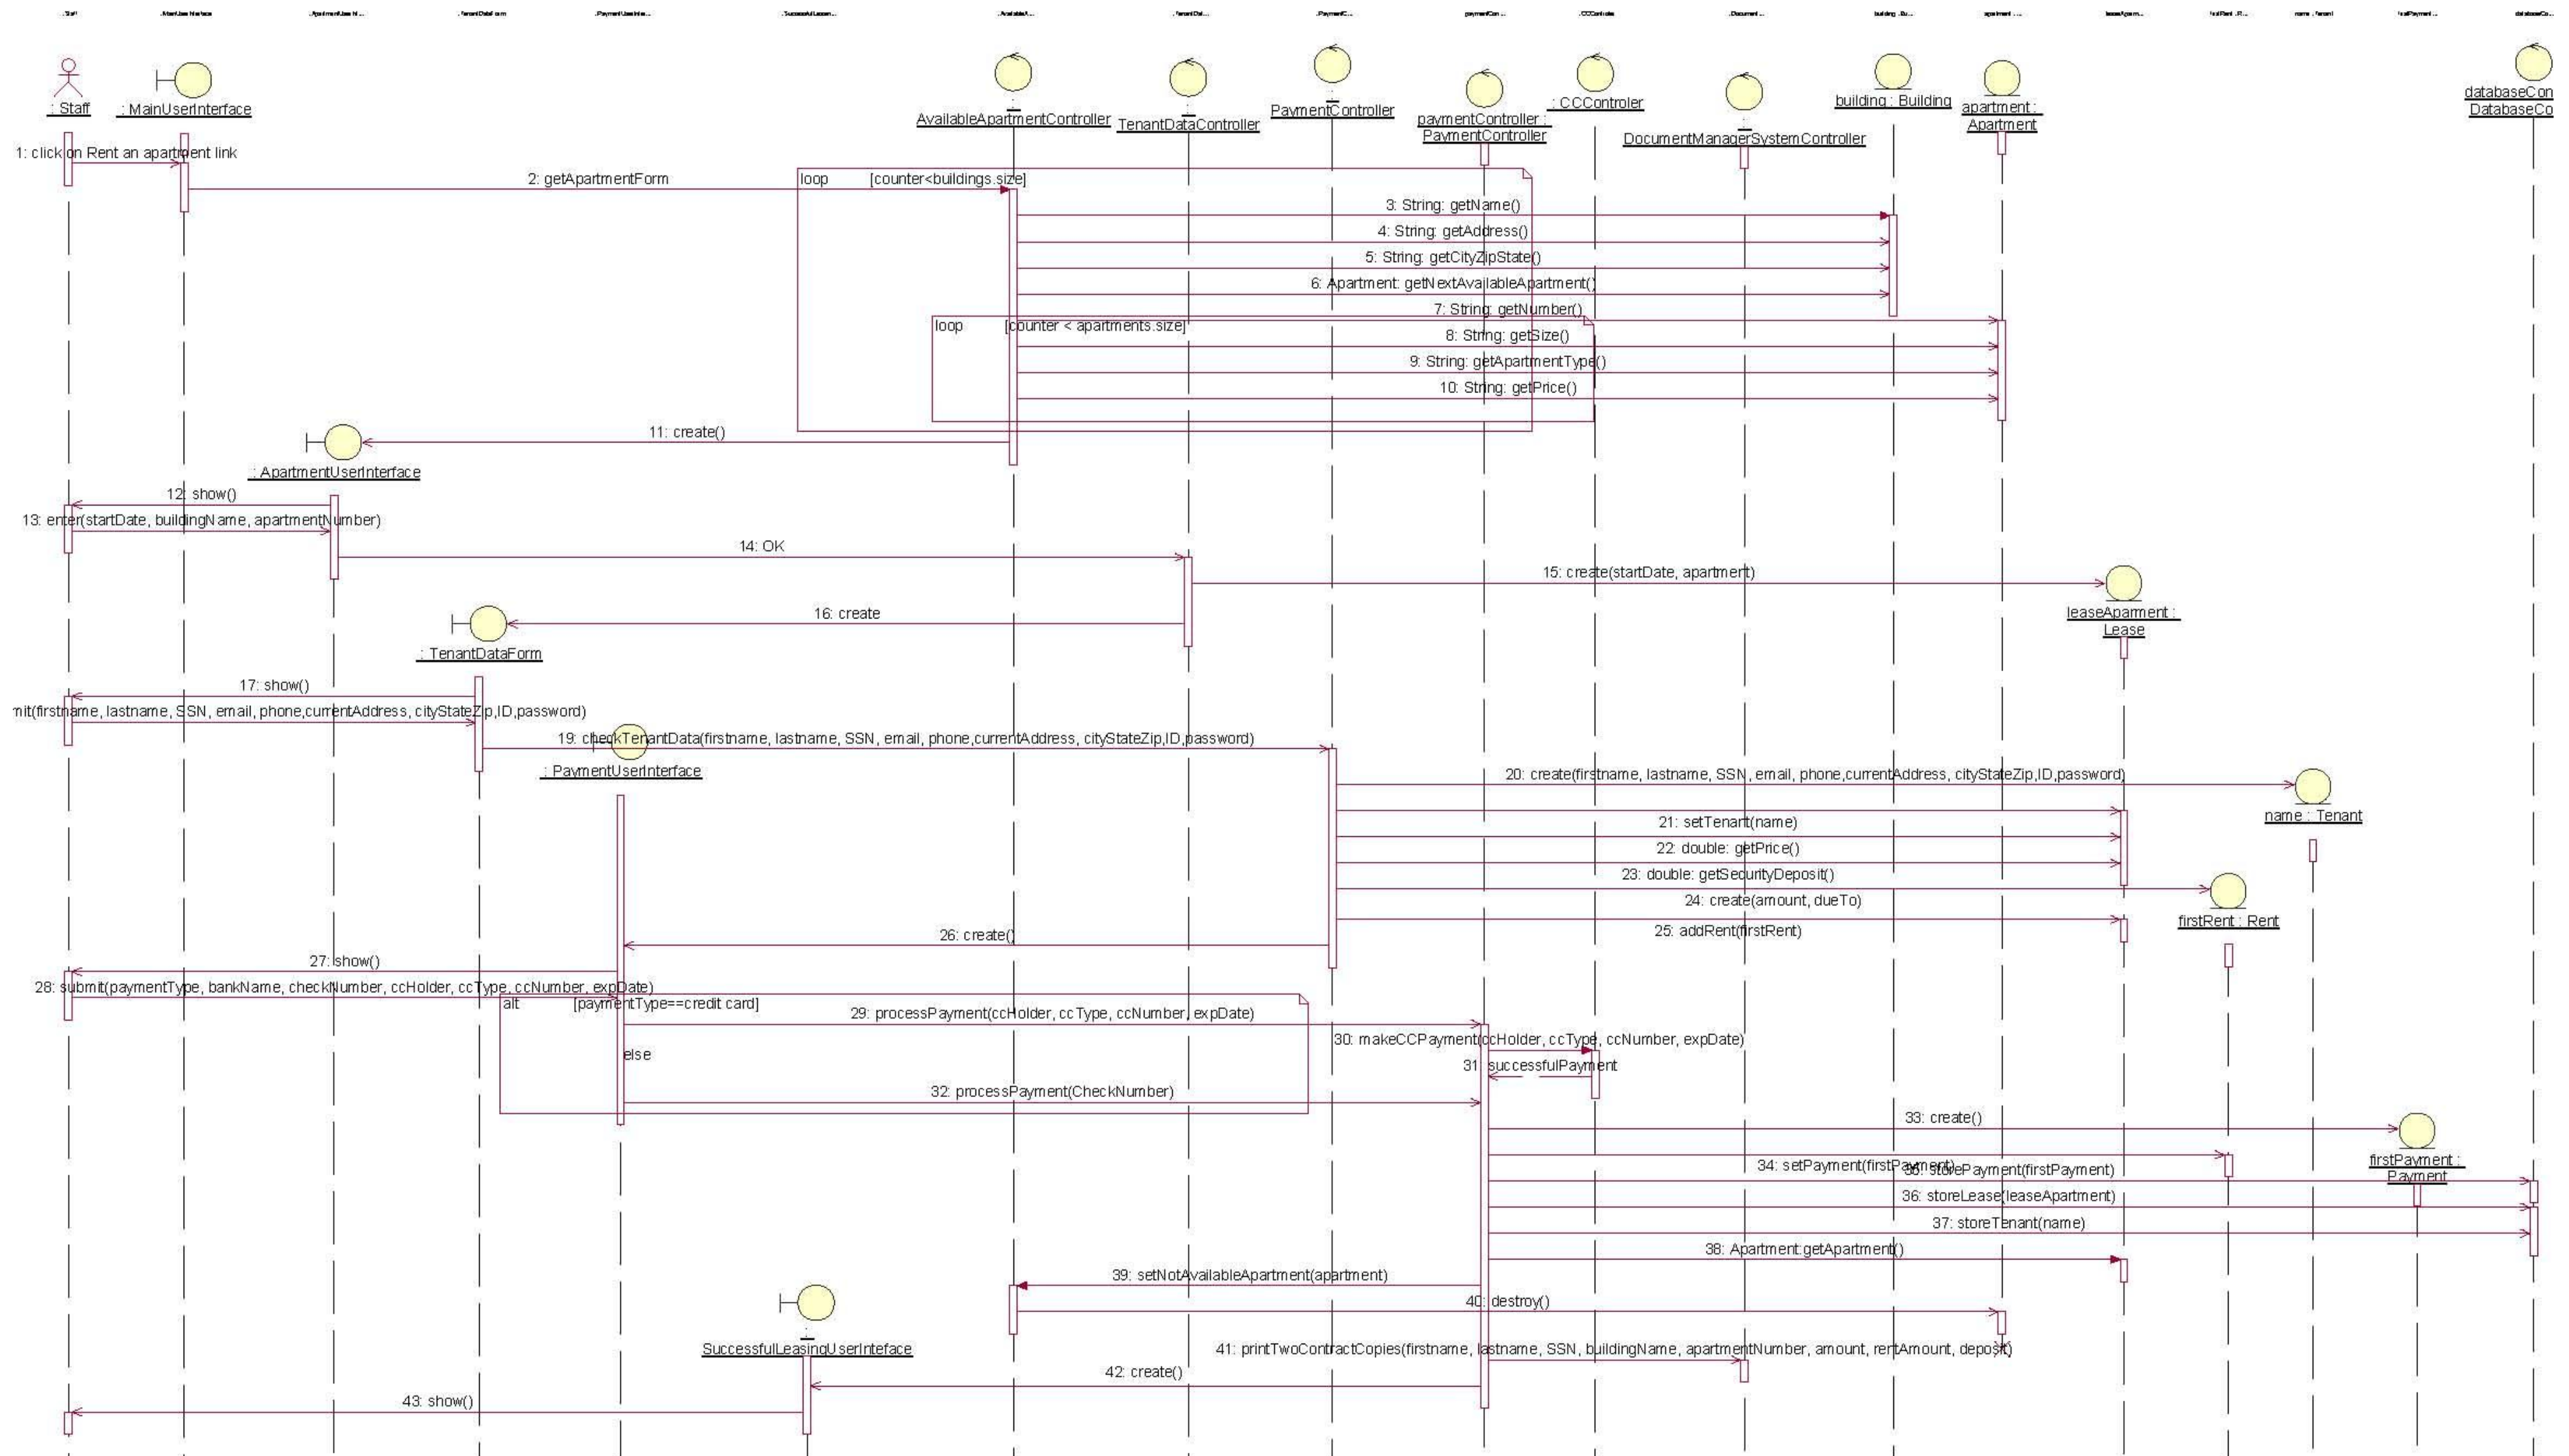 : Staff
: MainUserInterface
:
AvailableApartmentController
:
TenantDataController
:
PaymentController
paymentController :
PaymentController
: CCControler
:
DocumentManagerSystemController
building : Building
apartment :
Apartment
databaseCon
DatabaseCo
1: click on Rent an apartment link
2: getApartmentForm
loop [counter<buildings.size]
3: String: getName()
4: String: getAddress()
5: String: getCityZipState()
6: Apartment: getNextAvailableApartment()
7: String: getNumber()
loop [counter < apartments.size]
8: String: getSize()
9: String: getApartmentType()
10: String: getPrice()
11: create()
: ApartmentUserInterface
12: show()
13: enter(startDate, buildingName, apartmentNumber)
14: OK
15: create(startDate, apartment)
16: create
leaseAparment :
Lease
: TenantDataForm
17: show()
mit(firstname, lastname, SSN, email, phone,currentAddress, cityStateZip,ID,password)
19: checkTenantData(firstname, lastname, SSN, email, phone,currentAddress, cityStateZip,ID,password)
: PaymentUserInterface
20: create(firstname, lastname, SSN, email, phone,currentAddress, cityStateZip,ID,password)
name : Tenant
21: setTenant(name)
22: double: getPrice()
23: double: getSecurityDeposit()
24: create(amount, dueTo)
firstRent : Rent
25: addRent(firstRent)
26: create()
27: show()
28: submit(paymentType, bankName, checkNumber, ccHolder, ccType, ccNumber, expDate)
alt [paymentType==credit card]
29: processPayment(ccHolder, ccType, ccNumber, expDate)
30: makeCCPayment(ccHolder, ccType, ccNumber, expDate)
else
31: successfulPayment
32: processPayment(CheckNumber)
33: create()
firstPayment :
Payment
34: setPayment(firstPayment)
35: storePayment(firstPayment)
36: storeLease(leaseApartment)
37: storeTenant(name)
38: Apartment:getApartment()
39: setNotAvailableApartment(apartment)
40: destroy()
:
SuccessfulLeasingUserInteface
41: printTwoContractCopies(firstname, lastname, SSN, buildingName, apartmentNumber, amount, rentAmount, deposit)
42: create()
43: show()